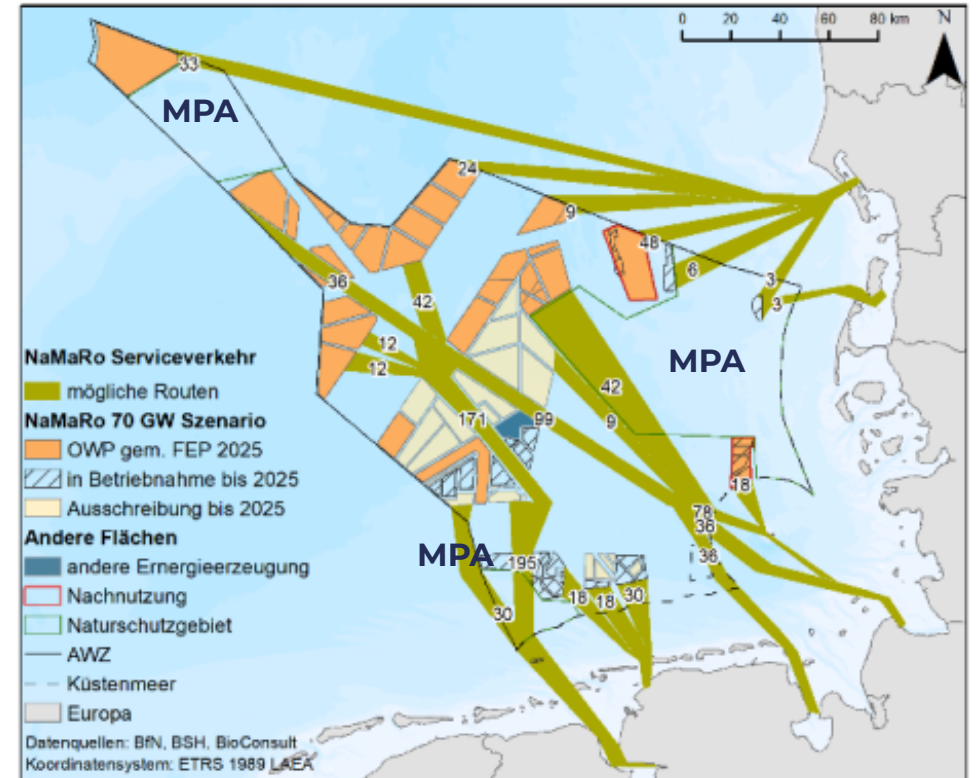 0 20 40 60 80 km
N
33
MPA
24
9
48
6
3
3
36
42
12
12
MPA
42
9
171
99
18
78
36
36
MPA
195
18
18
30
30
NaMaRo Serviceverkehr
mögliche Routen
NaMaRo 70 GW Szenario
OWP gem. FEP 2025
in Betriebnahme bis 2025
Ausschreibung bis 2025
Andere Flächen
andere Ernergieerzeugung
Nachnutzung
Naturschutzgebiet
AWZ
Küstenmeer
Europa
Datenquellen: BfN, BSH, BioConsult
Koordinatensystem: ETRS 1989 LAEA